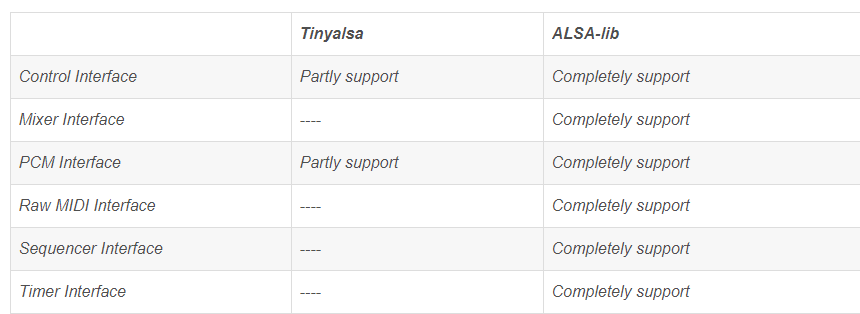 Tinyalsa ALSA-lib
Control Interface Partly support Completely support
Mixer Interface ---- Completely support
PCM Interface Partly support Completely support
Raw MIDI Interface ---- Completely support
Sequencer Interface ---- Completely support
Timer Interface ---- Completely support